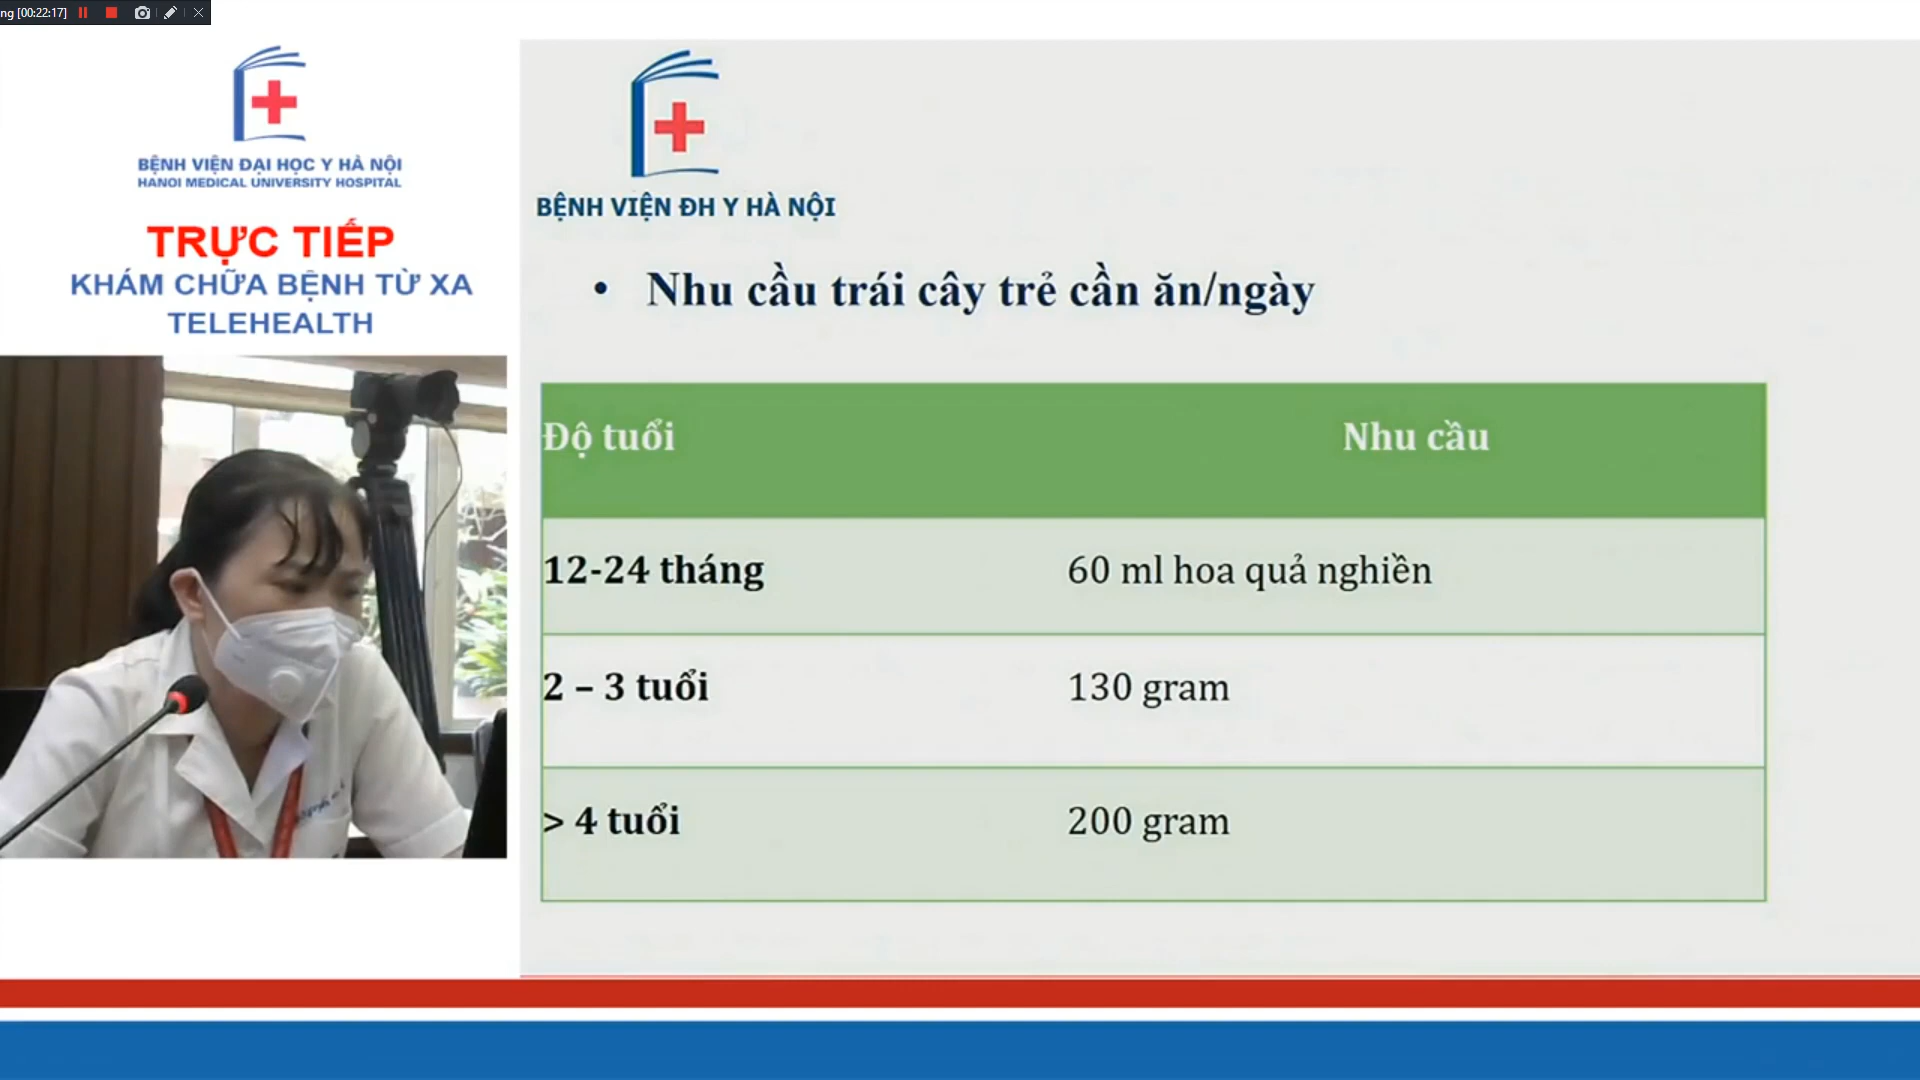 ng [00:22:17]
BỆNH VIỆN ĐẠI HỌC Y HÀ NỘI
HANOI MEDICAL UNIVERSITY HOSPITAL
TRỰC TIẾP
KHÁM CHỮA BỆNH TỪ XA
TELEHEALTH
BỆNH VIỆN ĐH Y HÀ NỘI
• Nhu cầu trái cây trẻ cần ăn/ngày
Độ tuổi Nhu cầu
12-24 tháng 60 ml hoa quả nghiền
2 – 3 tuổi 130 gram
> 4 tuổi 200 gram